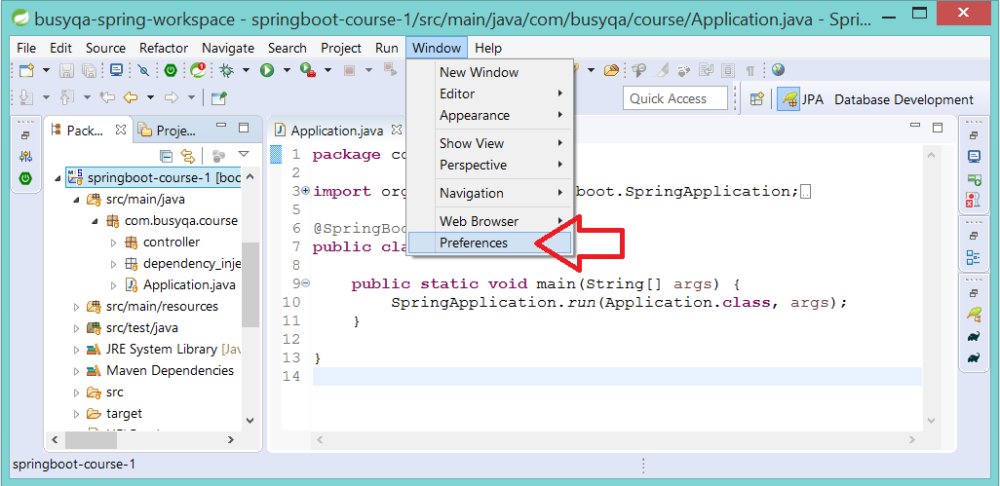 busyqa-spring-workspace - springboot-course-1/src/main/java/com/busyqa/course/Application.java - Spri...
File Edit Source Refactor Navigate Search Project Run Window Help
New Window
Editor
Appearance
Show View
Perspective
Navigation
Web Browser
Preferences
Quick Access
JPA Database Development
Pack... Proje...
springboot-course-1 [boo
src/main/java
com.busyqa.course
controller
dependency_inje
Application.java
src/main/resources
src/test/java
JRE System Library [Jav
Maven Dependencies
src
target
Application.java
1 package co
2
3 import org boot.SpringApplication;
5
6 @SpringBoo
7 public cla
8
9 public static void main(String[] args) {
10 SpringApplication.run(Application.class, args);
11 }
12
13 }
14
springboot-course-1